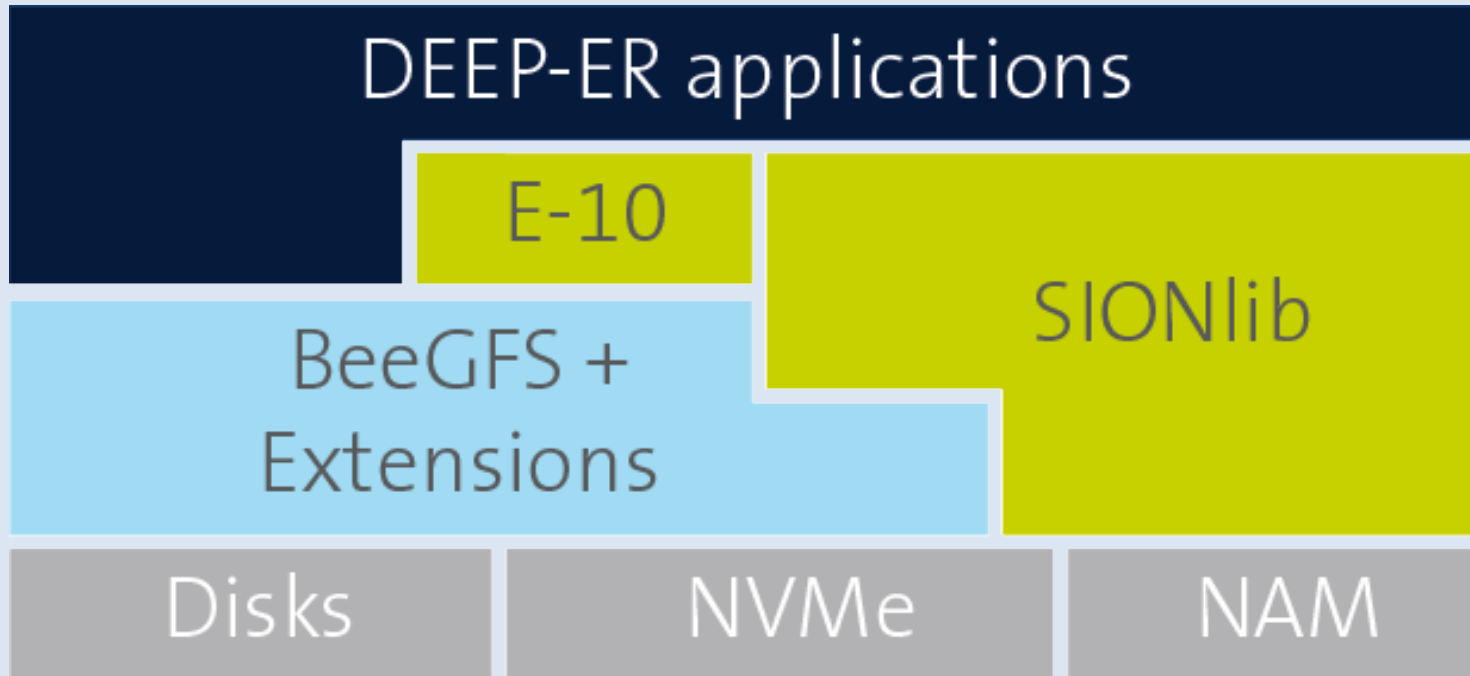 DEEP-ER applications
E-10
SIONlib
BeeGFS +
Extensions
Disks
NVMe
NAM